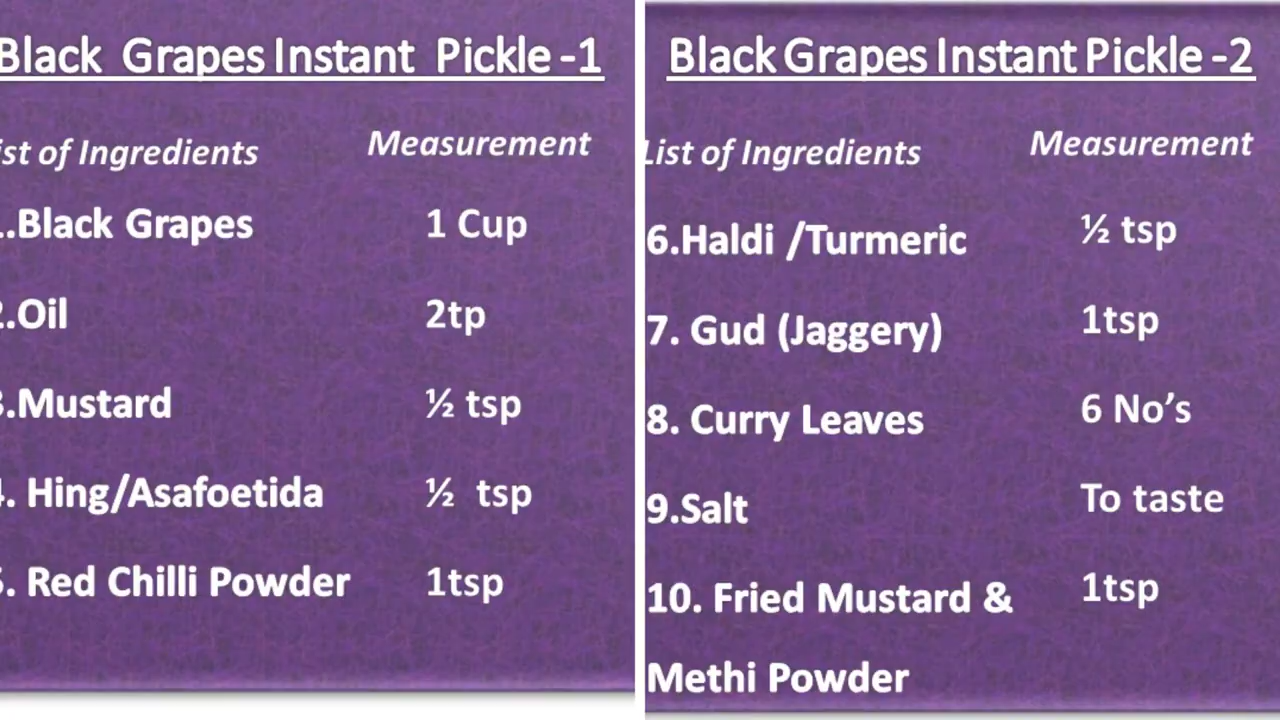 Black Grapes Instant Pickle -1
ist of Ingredients Measurement
.Black Grapes 1 Cup
.Oil 2tp
.Mustard ½ tsp
. Hing/Asafoetida ½ tsp
. Red Chilli Powder 1tsp
Black Grapes Instant Pickle -2
List of Ingredients Measurement
6.Haldi /Turmeric ½ tsp
7. Gud (Jaggery) 1tsp
8. Curry Leaves 6 No's
9.Salt To taste
10. Fried Mustard & 1tsp
Methi Powder